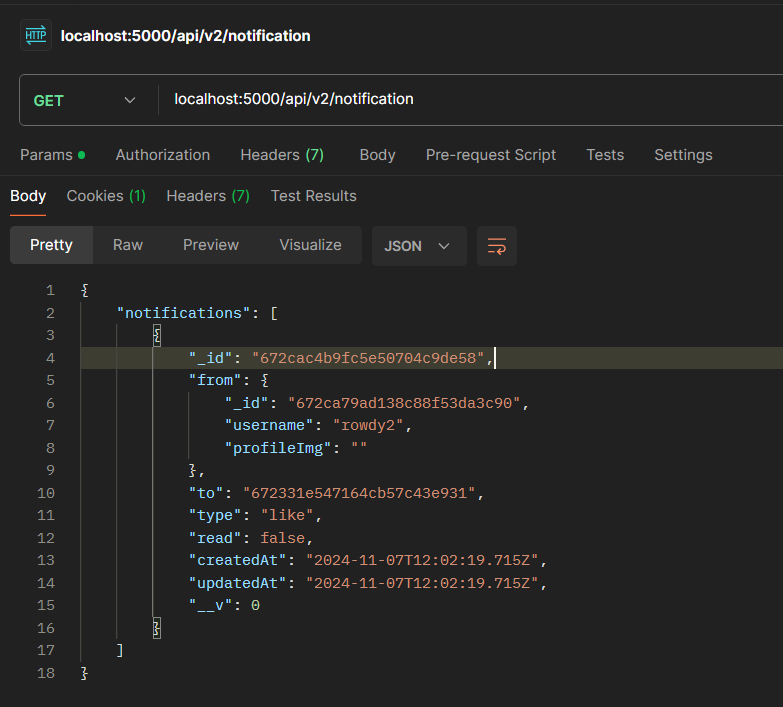 HTTP localhost:5000/api/v2/notification
GET localhost:5000/api/v2/notification
Params Authorization Headers (7) Body Pre-request Script Tests Settings
Body Cookies (1) Headers (7) Test Results
Pretty Raw Preview Visualize JSON
1 {
2 "notifications": [
3 {
4 "_id": "672cac4b9fc5e50704c9de58",
5 "from": {
6 "_id": "672ca79ad138c88f53da3c90",
7 "username": "rowdy2",
8 "profileImg": ""
9 },
10 "to": "672331e547164cb57c43e931",
11 "type": "like",
12 "read": false,
13 "createdAt": "2024-11-07T12:02:19.715Z",
14 "updatedAt": "2024-11-07T12:02:19.715Z",
15 "__v": 0
16 }
17 ]
18 }